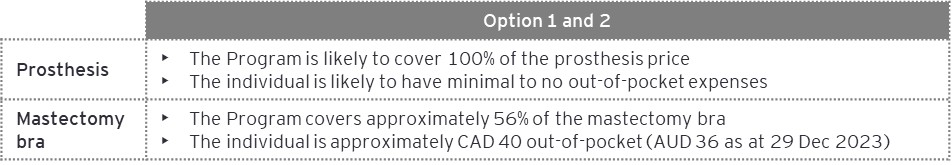 Option 1 and 2
Prosthesis
‣ The Program is likely to cover 100% of the prosthesis price
‣ The individual is likely to have minimal to no out-of-pocket expenses
Mastectomy
bra
‣ The Program covers approximately 56% of the mastectomy bra
‣ The individual is approximately CAD 40 out-of-pocket (AUD 36 as at 29 Dec 2023)